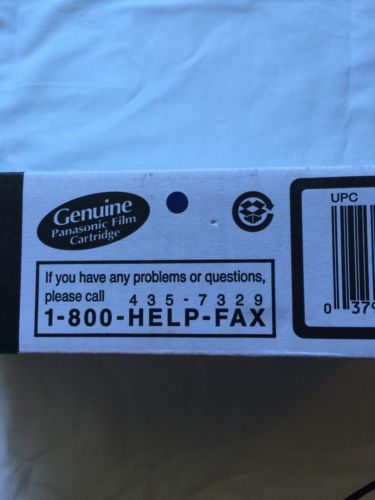 Genuine
Panasonic Film
Cartridge
UPC
If you have any problems or questions,
please call 435-7329
1-800-HELP-FAX
0 37